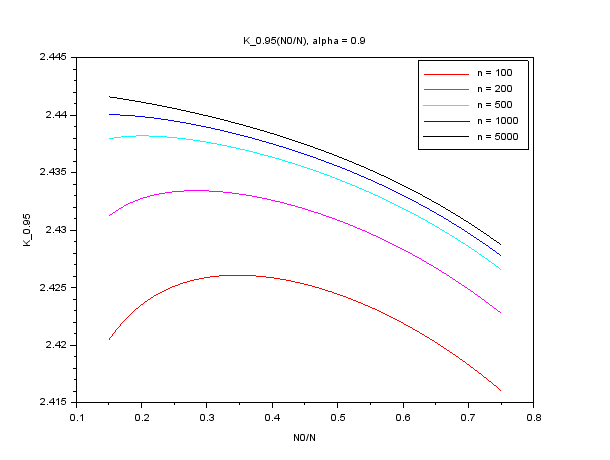 K_0.95(N0/N), alpha = 0.9
2.445
2.44
2.435
2.43
2.425
2.42
2.415
K_0.95
n = 100
n = 200
n = 500
n = 1000
n = 5000
0.1 0.2 0.3 0.4 0.5 0.6 0.7 0.8
N0/N